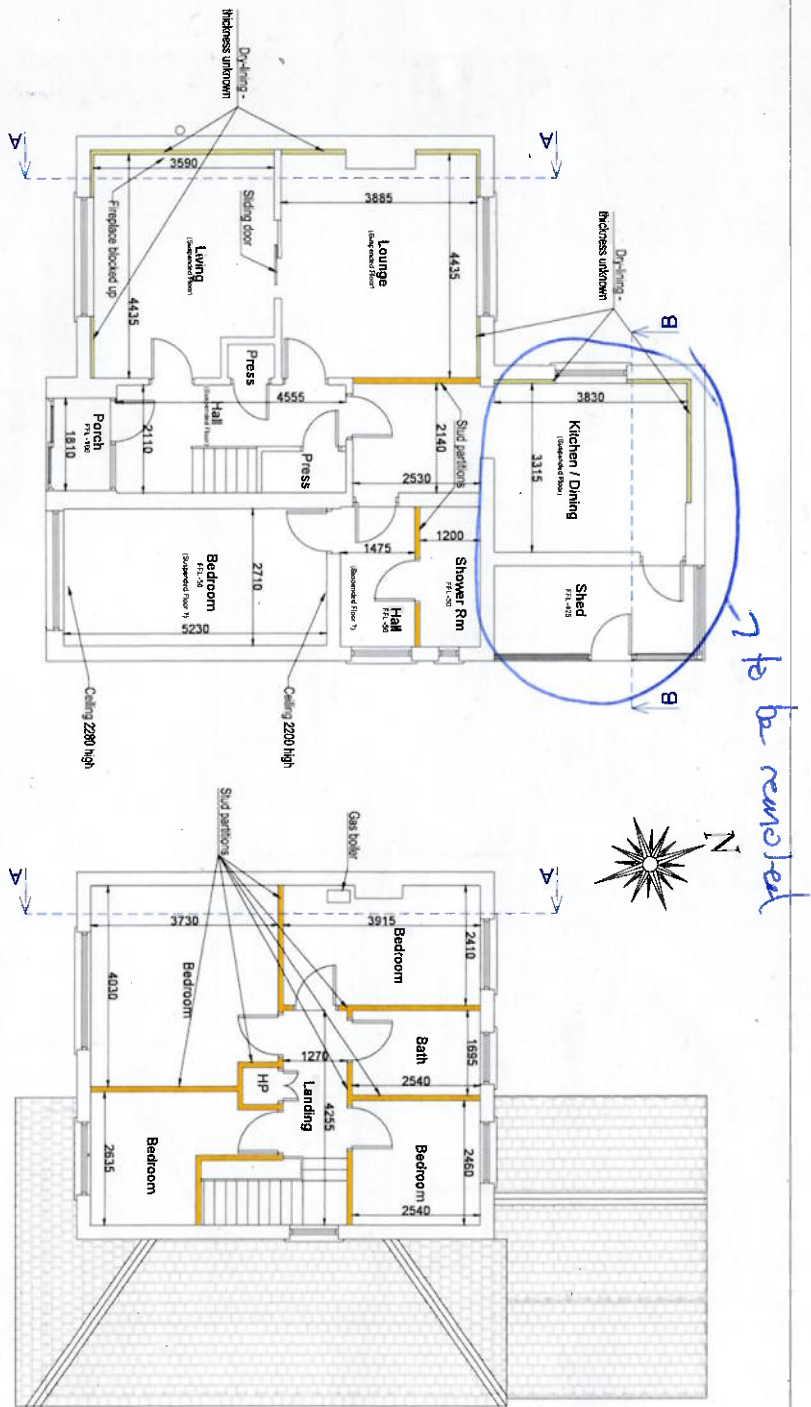 Dry-lining -
thickness unknown
A
A
3590
3885
Fireplace blocked up
Sliding door
Living
(Suspended Floor)
Lounge
(Suspended Floor)
4435
4435
Dry-lining -
thickness unknown
B
Press
Hall
(Suspended Floor)
4555
Porch
FFL -100
1810
2110
Press
2140
2530
Stud partitions
3830
Kitchen / Dining
(Suspended Floor)
3315
Bedroom
(Suspended Floor ?)
2710
5230
1475
Hall
FFL -50
(Suspended Floor ?)
1200
Shower Rm
FFL -50
Shed
FFL -425
B
Ceiling 2280 high
Ceiling 2200 high
→ to be removed
N
Stud partitions
Gas boiler
A
A
3730
3915
Bedroom
4030
Bedroom
2410
Bath
1695
2540
1270
HP
Landing
4255
Bedroom
2635
Bedroom
2460
2540